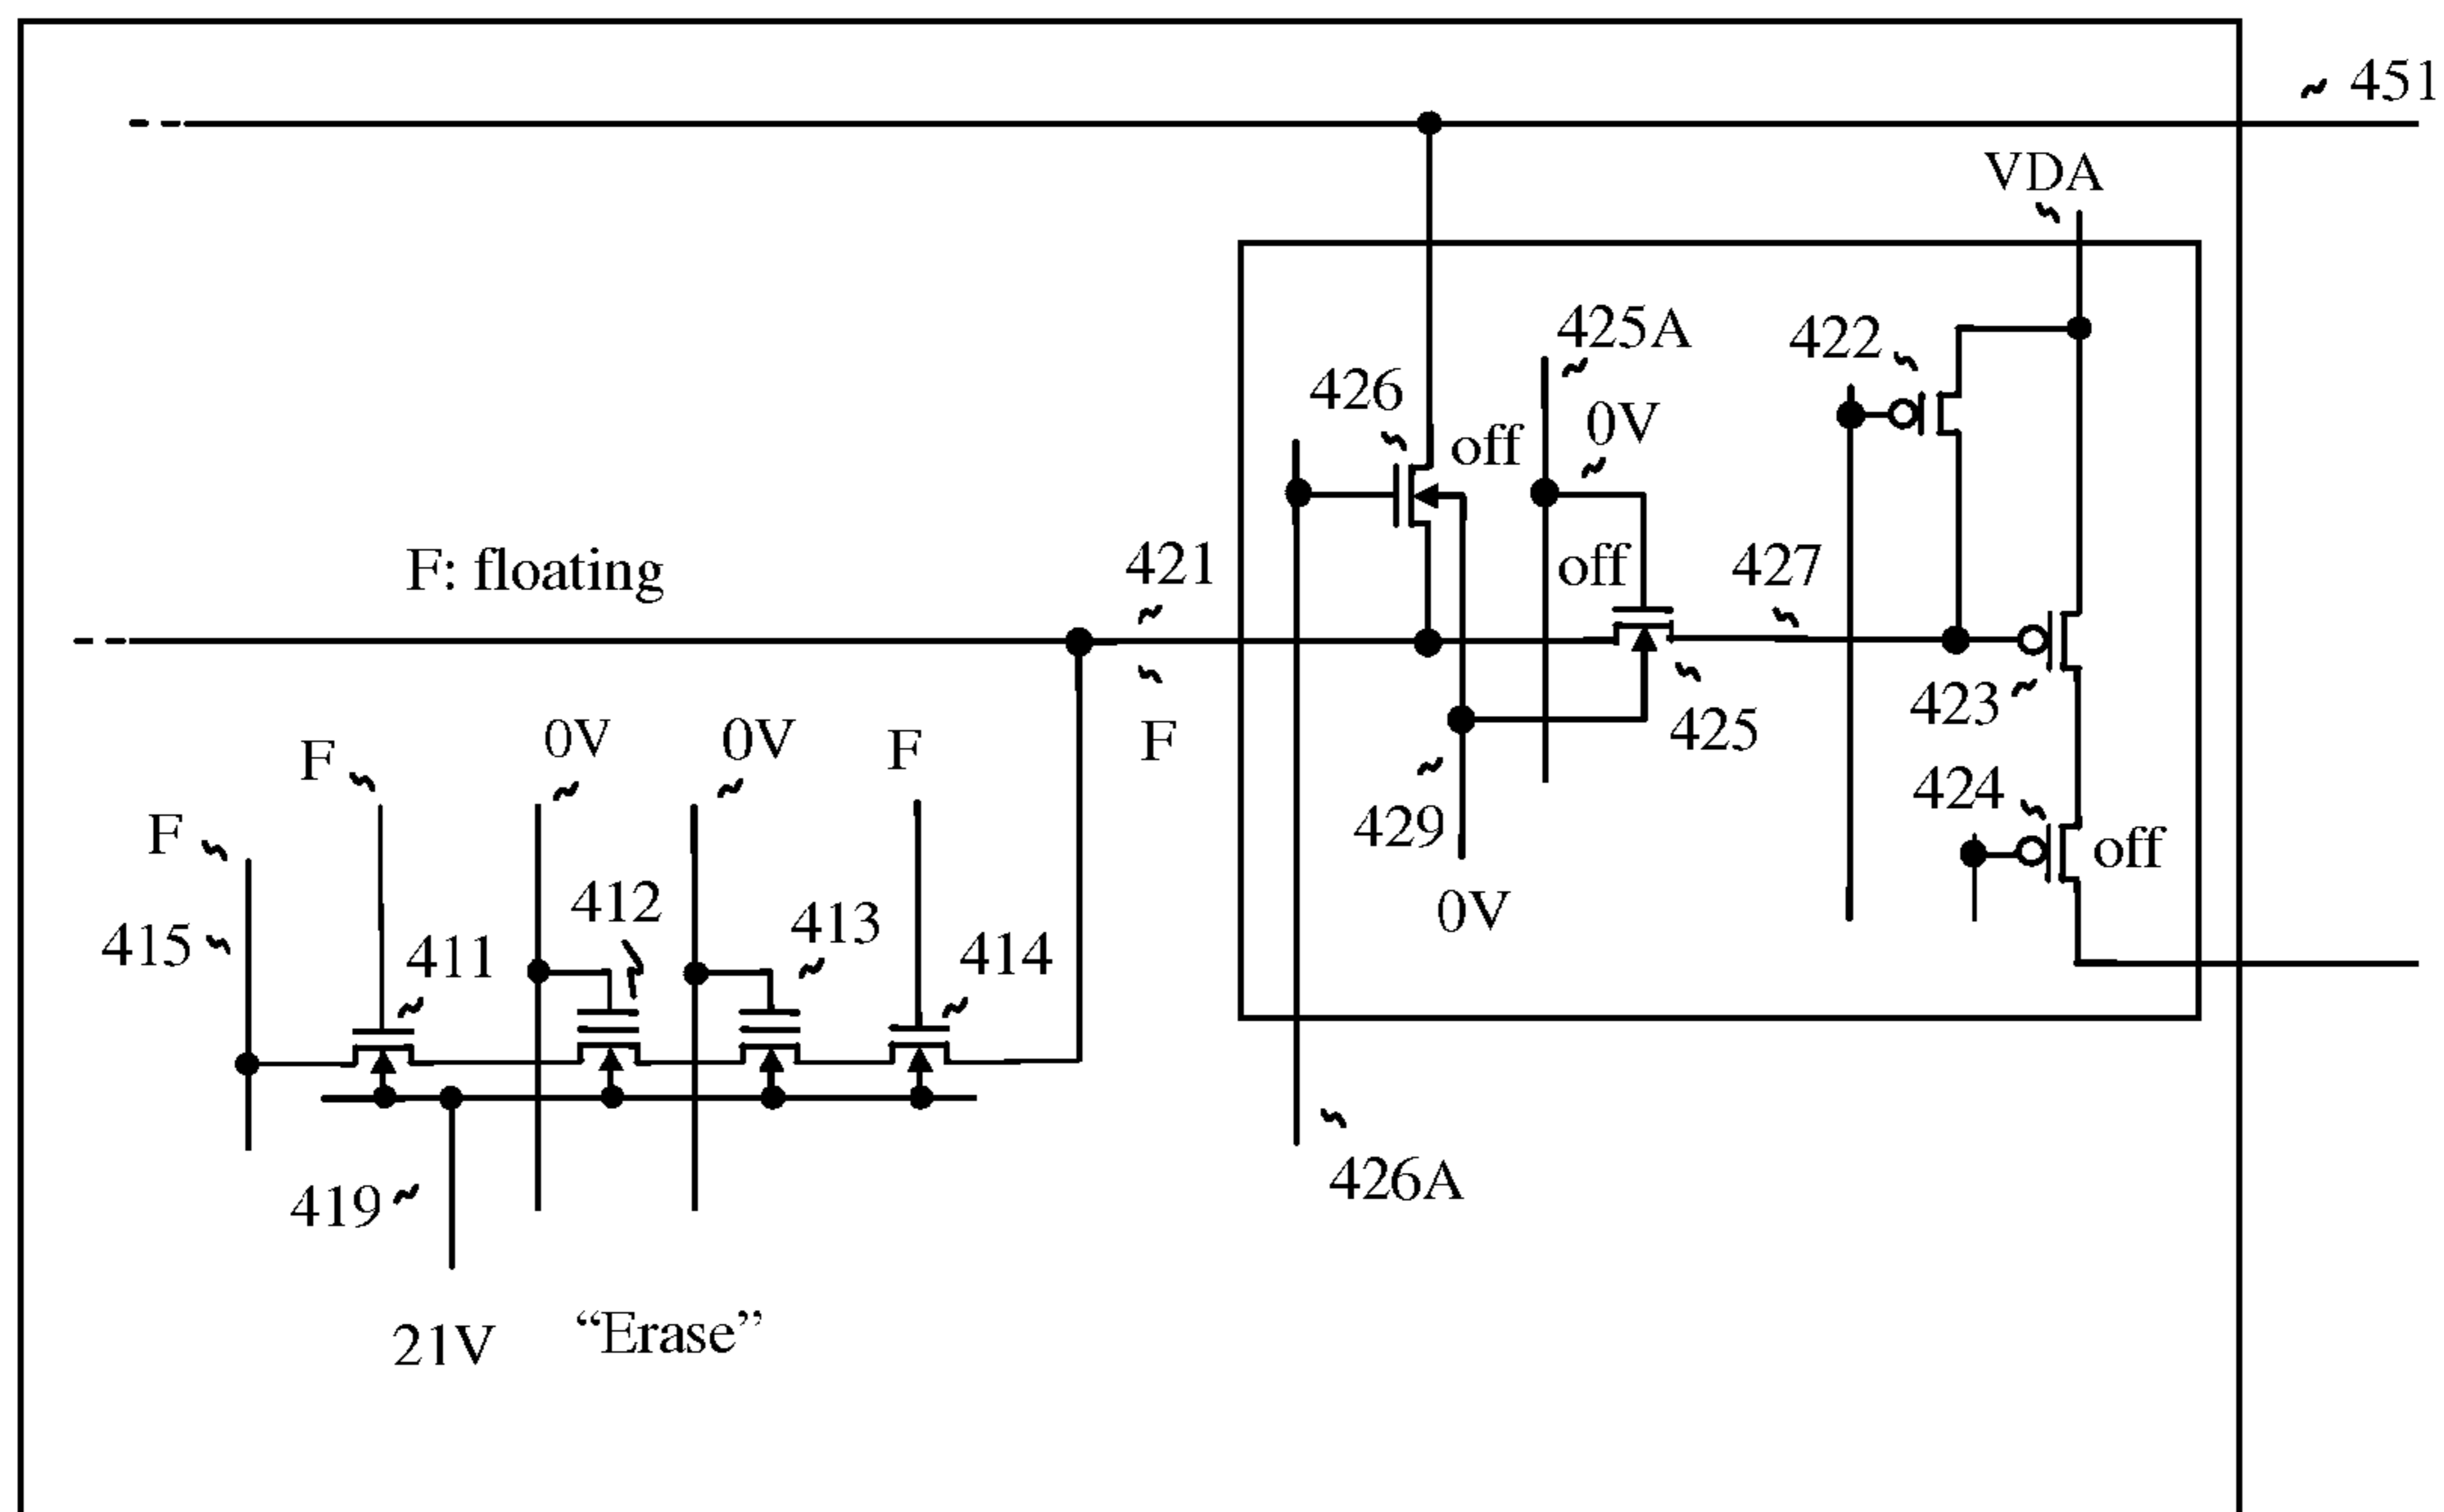 451
VDA
425A
422
426
0V
off
F: floating
421
off
427
F
423
425
0V
0V
F
F
F
424
off
429
0V
415
411
412
413
414
426A
419
21V
“Erase”